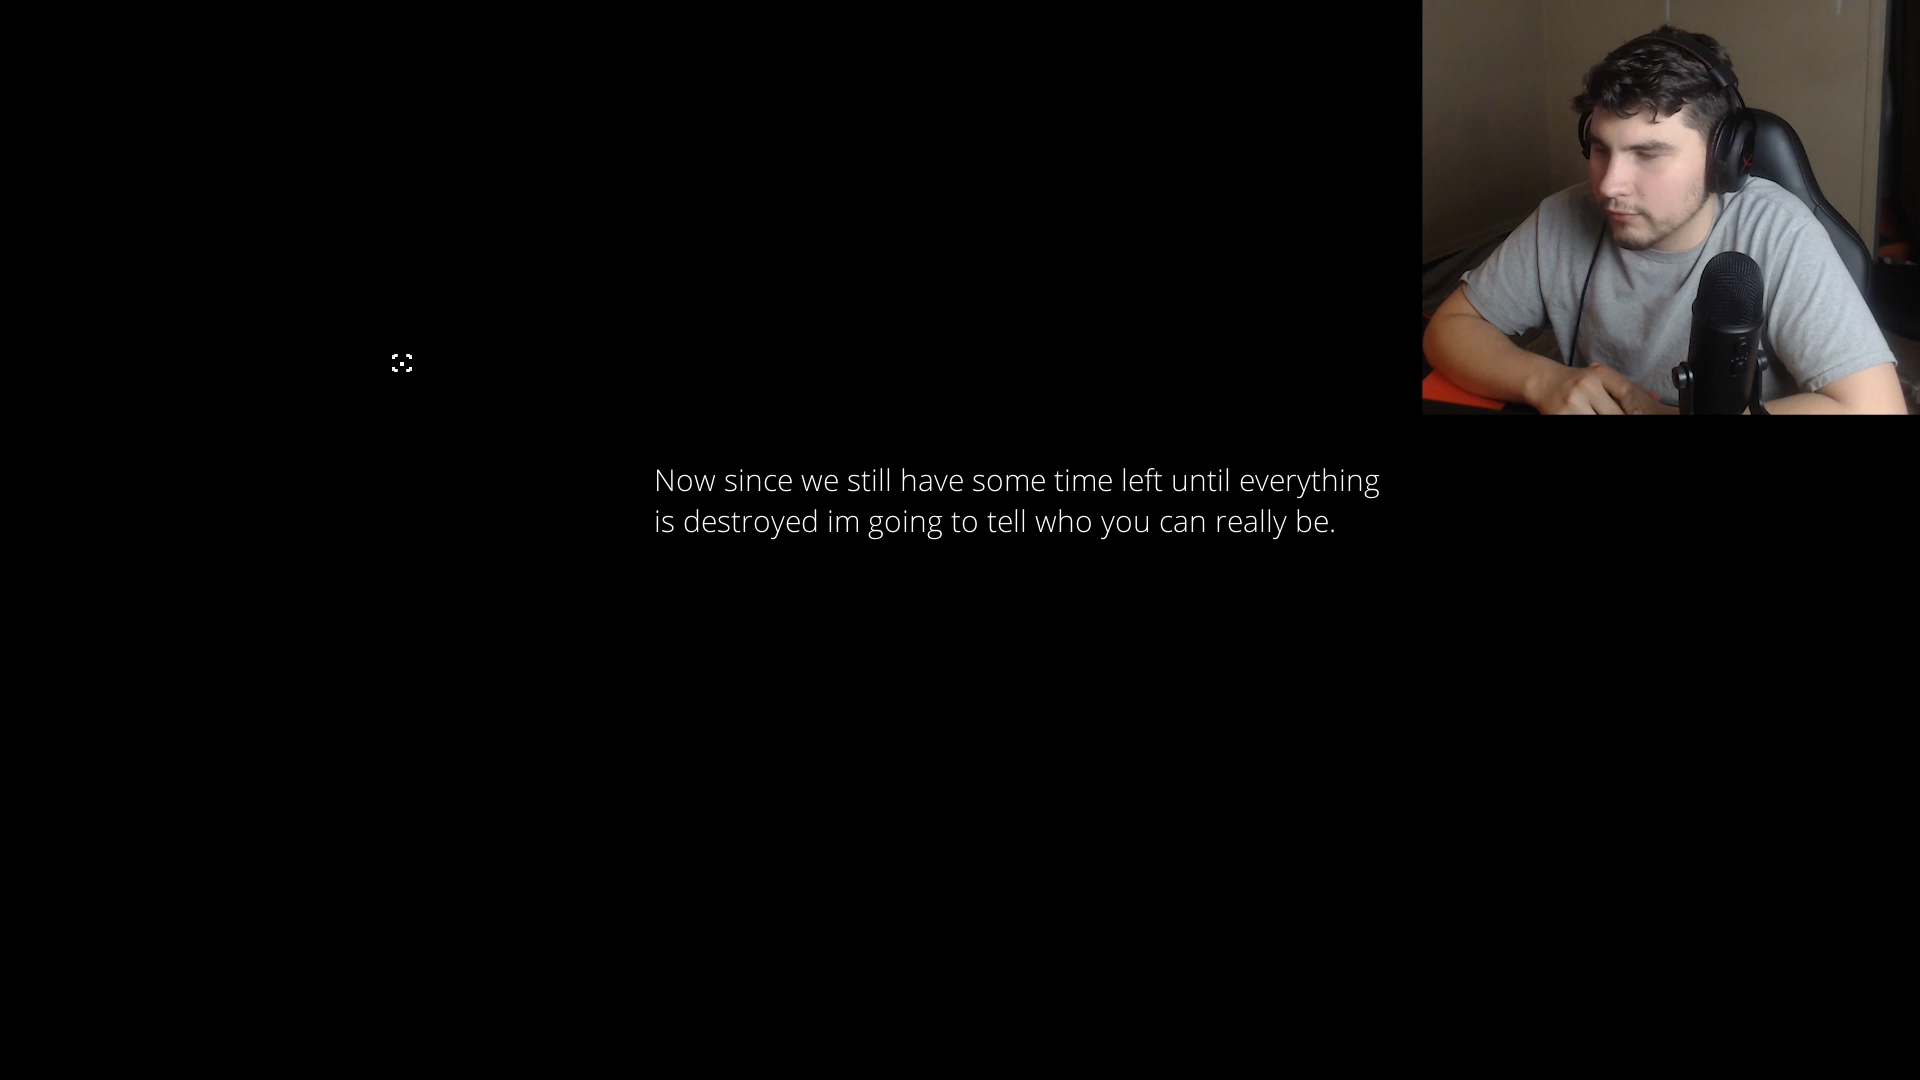 Now since we still have some time left until everything
is destroyed im going to tell who you can really be.